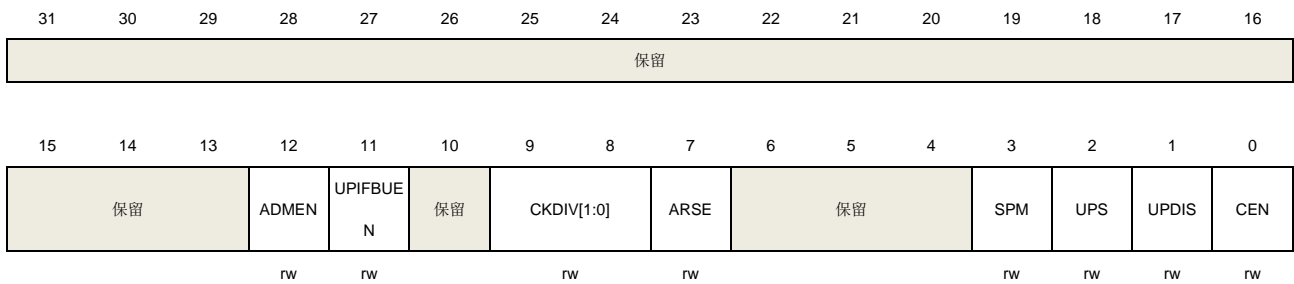 31 30 29 28 27 26 25 24 23 22 21 20 19 18 17 16
保留
15 14 13 12 11 10 9 8 7 6 5 4 3 2 1 0
保留 ADMEN UPIFBUE 保留 CKDIV[1:0] ARSE 保留 SPM UPS UPDIS CEN
N
rw rw rw rw rw rw rw rw